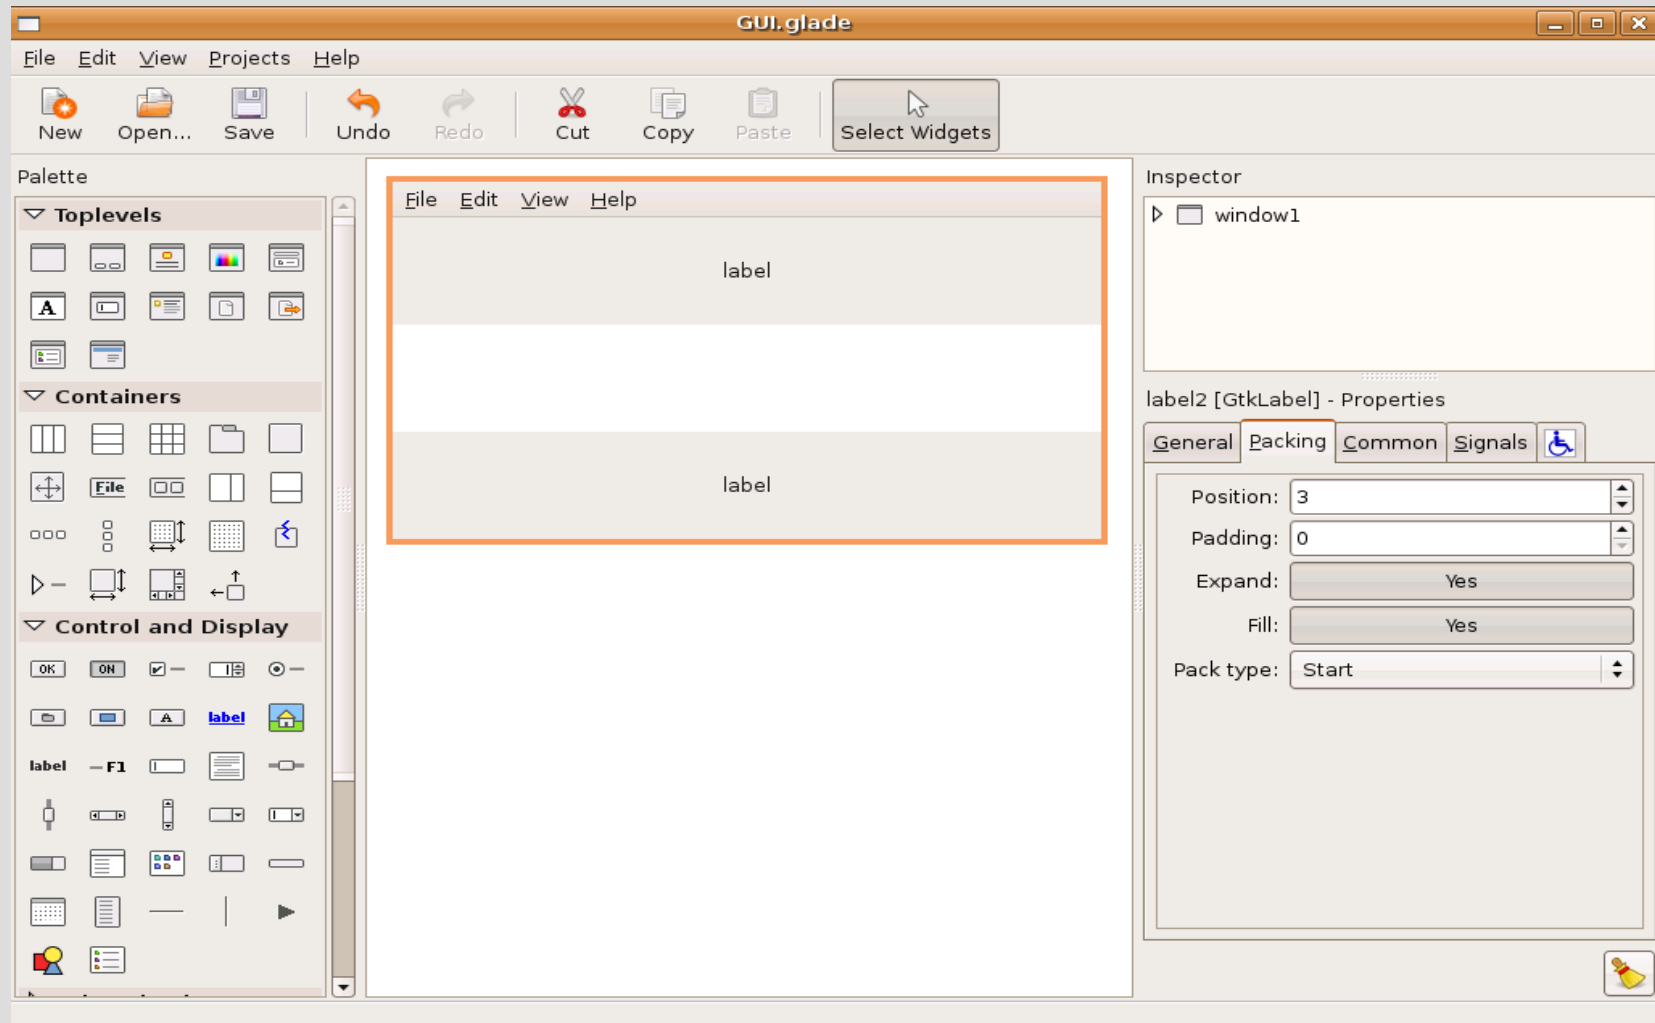 GUI.glade
File Edit View Projects Help
New Open... Save Undo Redo Cut Copy Paste Select Widgets
Palette
Toplevels
A
Containers
File
Control and Display
OK ON
A label
label F1
File Edit View Help
label
label
Inspector
window1
label2 [GtkLabel] - Properties
General Packing Common Signals
Position: 3
Padding: 0
Expand: Yes
Fill: Yes
Pack type: Start